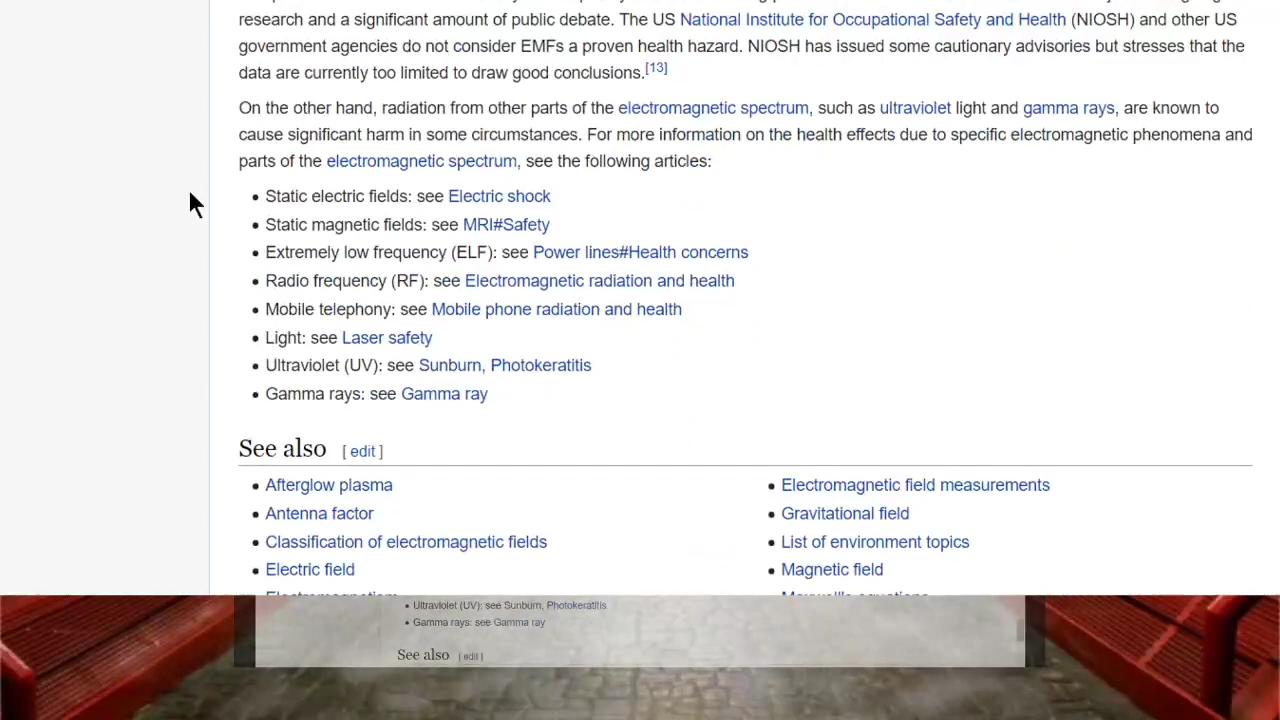 research and a significant amount of public debate. The US National Institute for Occupational Safety and Health (NIOSH) and other US
government agencies do not consider EMFs a proven health hazard. NIOSH has issued some cautionary advisories but stresses that the
data are currently too limited to draw good conclusions.[13]
On the other hand, radiation from other parts of the electromagnetic spectrum, such as ultraviolet light and gamma rays, are known to
cause significant harm in some circumstances. For more information on the health effects due to specific electromagnetic phenomena and
parts of the electromagnetic spectrum, see the following articles:
• Static electric fields: see Electric shock
• Static magnetic fields: see MRI#Safety
• Extremely low frequency (ELF): see Power lines#Health concerns
• Radio frequency (RF): see Electromagnetic radiation and health
• Mobile telephony: see Mobile phone radiation and health
• Light: see Laser safety
• Ultraviolet (UV): see Sunburn, Photokeratitis
• Gamma rays: see Gamma ray
See also [ edit ]
• Afterglow plasma
• Antenna factor
• Classification of electromagnetic fields
• Electric field
• Electromagnetic field measurements
• Gravitational field
• List of environment topics
• Magnetic field
• Ultraviolet (UV): see Sunburn, Photokeratitis
• Gamma rays: see Gamma ray
See also [ edit ]